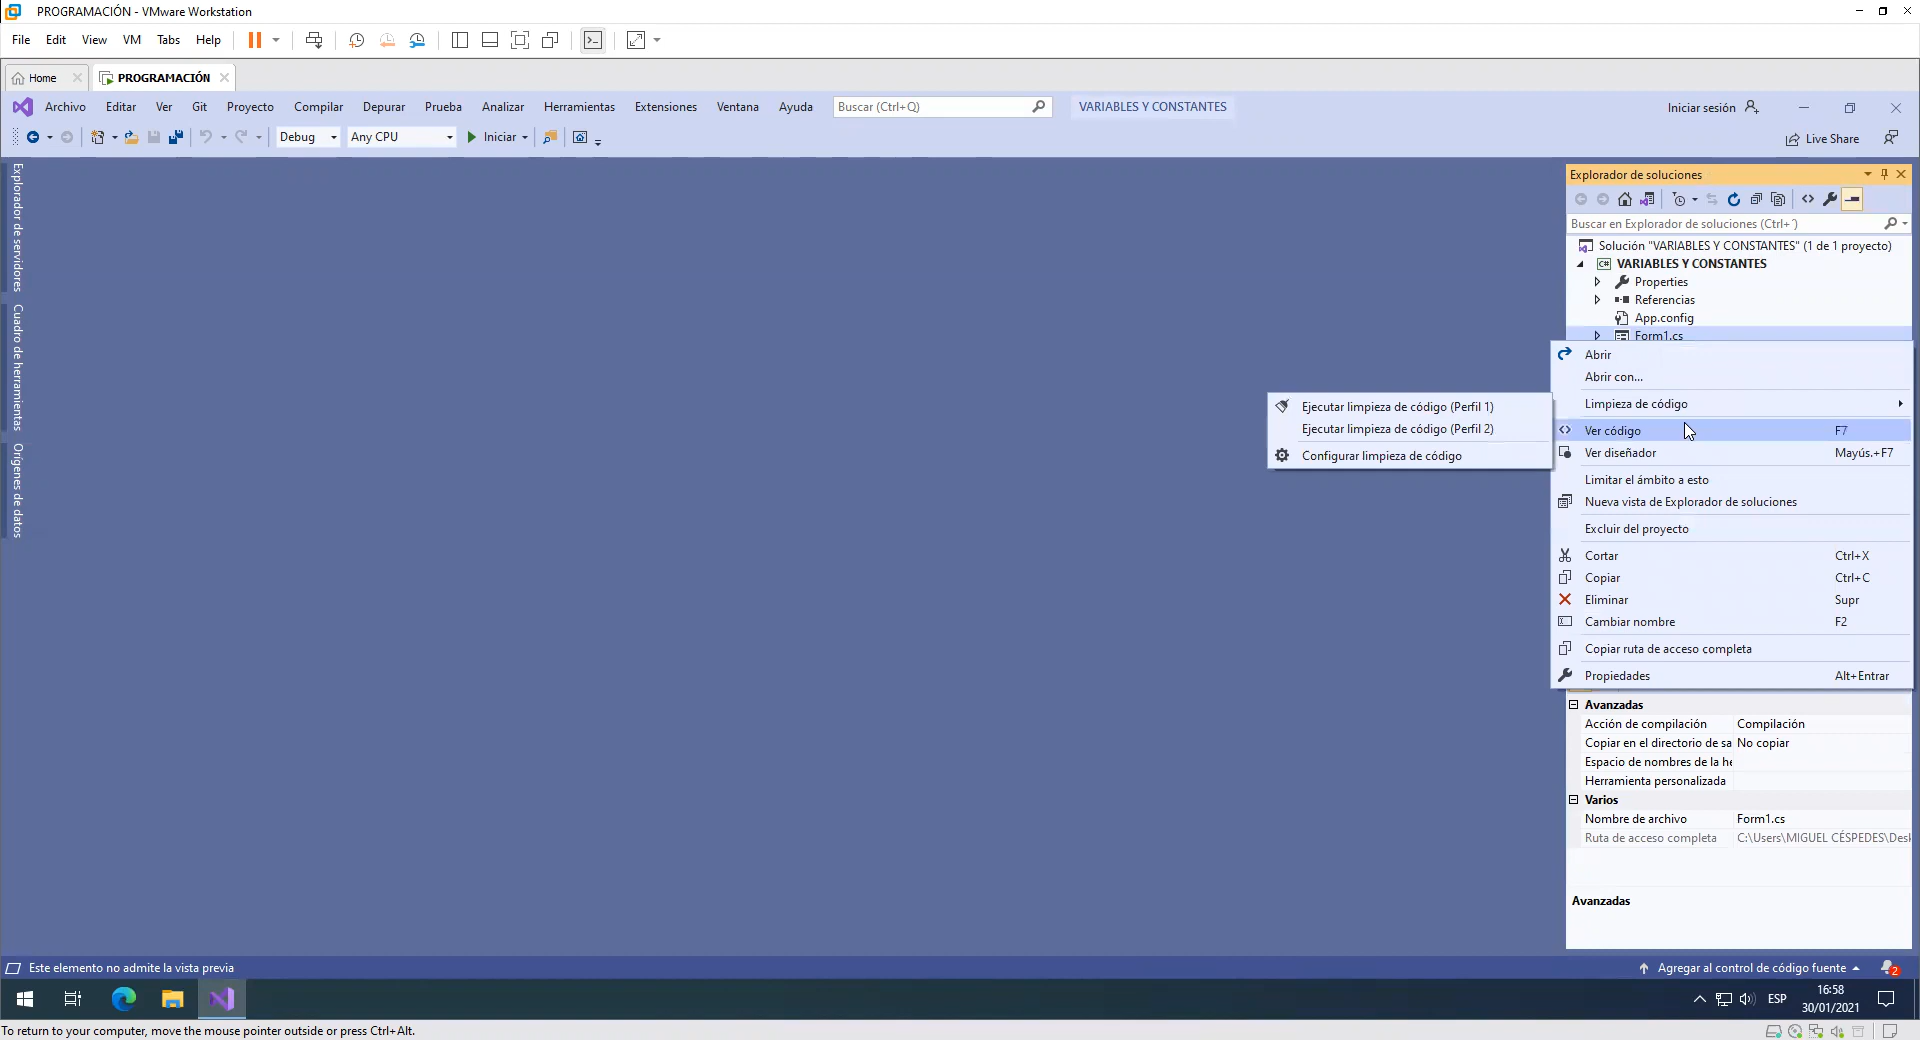 PROGRAMACIÓN - VMware Workstation
File Edit View VM Tabs Help
Home PROGRAMACIÓN
Archivo Editar Ver Git Proyecto Compilar Depurar Prueba Analizar Herramientas Extensiones Ventana Ayuda Buscar (Ctrl+Q) VARIABLES Y CONSTANTES Iniciar sesión
Debug Any CPU Iniciar Live Share
Explorador de servidores
Cuadro de herramientas
Orígenes de datos
Explorador de soluciones
Buscar en Explorador de soluciones (Ctrl+´)
Solución "VARIABLES Y CONSTANTES" (1 de 1 proyecto)
C# VARIABLES Y CONSTANTES
Properties
Referencias
App.config
Form1.cs
Abrir
Abrir con...
Limpieza de código
Ejecutar limpieza de código (Perfil 1)
Ejecutar limpieza de código (Perfil 2)
Configurar limpieza de código
Ver código F7
Ver diseñador Mayús.+F7
Limitar el ámbito a esto
Nueva vista de Explorador de soluciones
Excluir del proyecto
Cortar Ctrl+X
Copiar Ctrl+C
Eliminar Supr
Cambiar nombre F2
Copiar ruta de acceso completa
Propiedades Alt+Entrar
Avanzadas
Acción de compilación Compilación
Copiar en el directorio de sa No copiar
Espacio de nombres de la he
Herramienta personalizada
Varios
Nombre de archivo Form1.cs
Ruta de acceso completa C:\Users\MIGUEL CÉSPEDES\Desk
Avanzadas
Este elemento no admite la vista previa Agregar al control de código fuente 2
ESP 16:58
30/01/2021
To return to your computer, move the mouse pointer outside or press Ctrl+Alt.